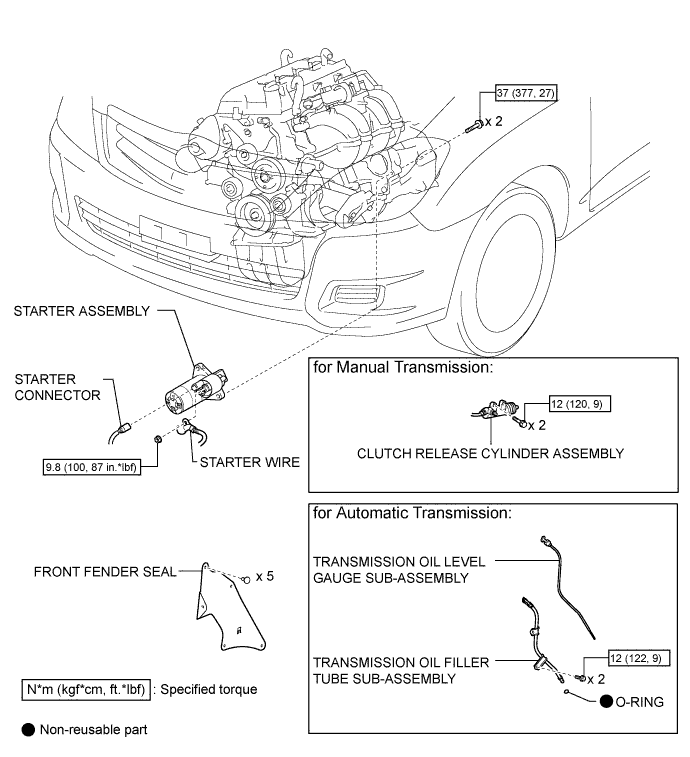 37 (377, 27)
x 2
STARTER ASSEMBLY
STARTER
CONNECTOR
9.8 (100, 87 in.*lbf)
STARTER WIRE
for Manual Transmission:
12 (120, 9)
x 2
CLUTCH RELEASE CYLINDER ASSEMBLY
for Automatic Transmission:
TRANSMISSION OIL LEVEL
GAUGE SUB-ASSEMBLY
FRONT FENDER SEAL
x 5
TRANSMISSION OIL FILLER
TUBE SUB-ASSEMBLY
12 (122, 9)
x 2
O-RING
N*m (kgf*cm, ft.*lbf) : Specified torque
Non-reusable part